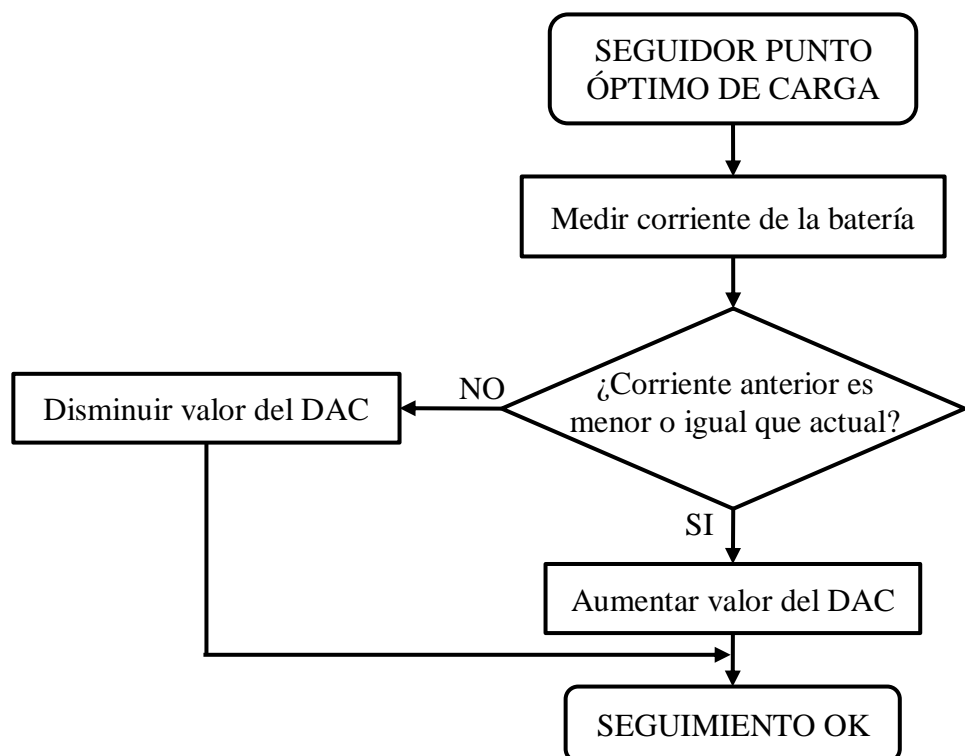 SEGUIDOR PUNTO
ÓPTIMO DE CARGA
Medir corriente de la batería
¿Corriente anterior es
menor o igual que actual?
NO
Disminuir valor del DAC
SI
Aumentar valor del DAC
SEGUIMIENTO OK